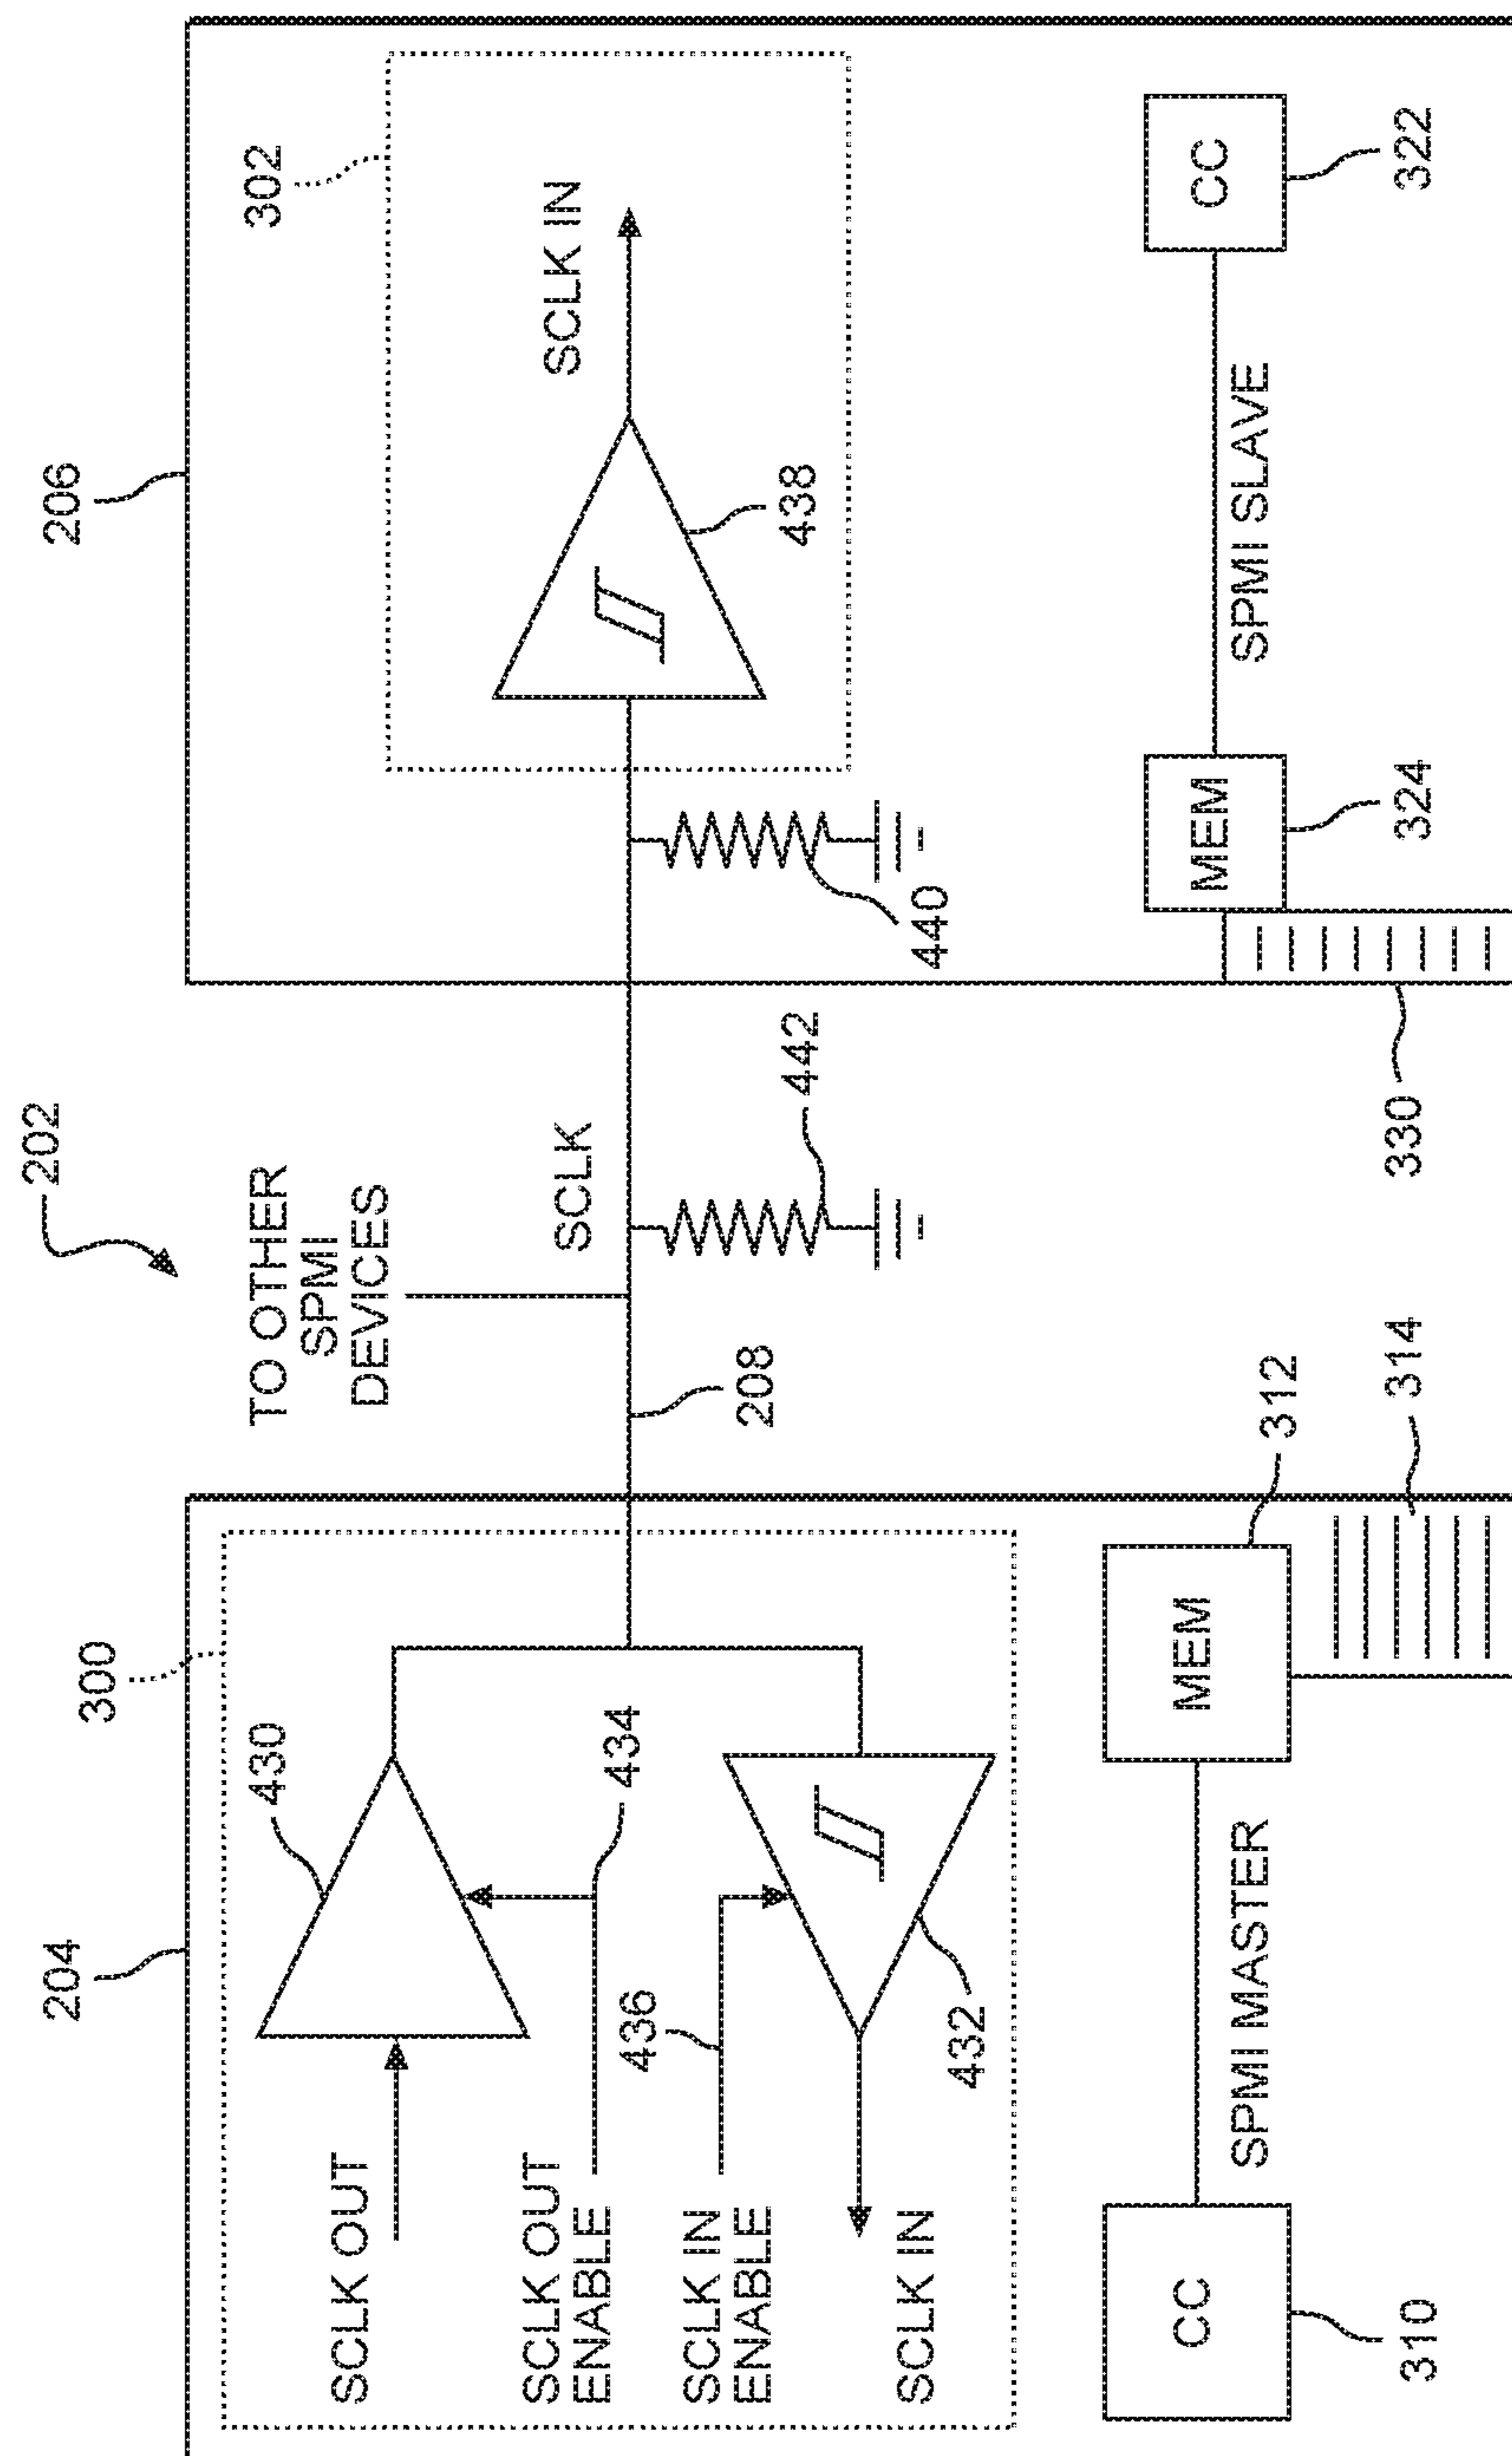 202
204
206
300
302
TO OTHER
SPMI
DEVICES
430
SCLK OUT
SCLK OUT
ENABLE
434
436
SCLK IN
ENABLE
432
SCLK IN
208
SCLK
442
440
438
SCLK IN
CC
310
SPMI MASTER
MEM
312
314
330
MEM
324
SPMI SLAVE
CC
322